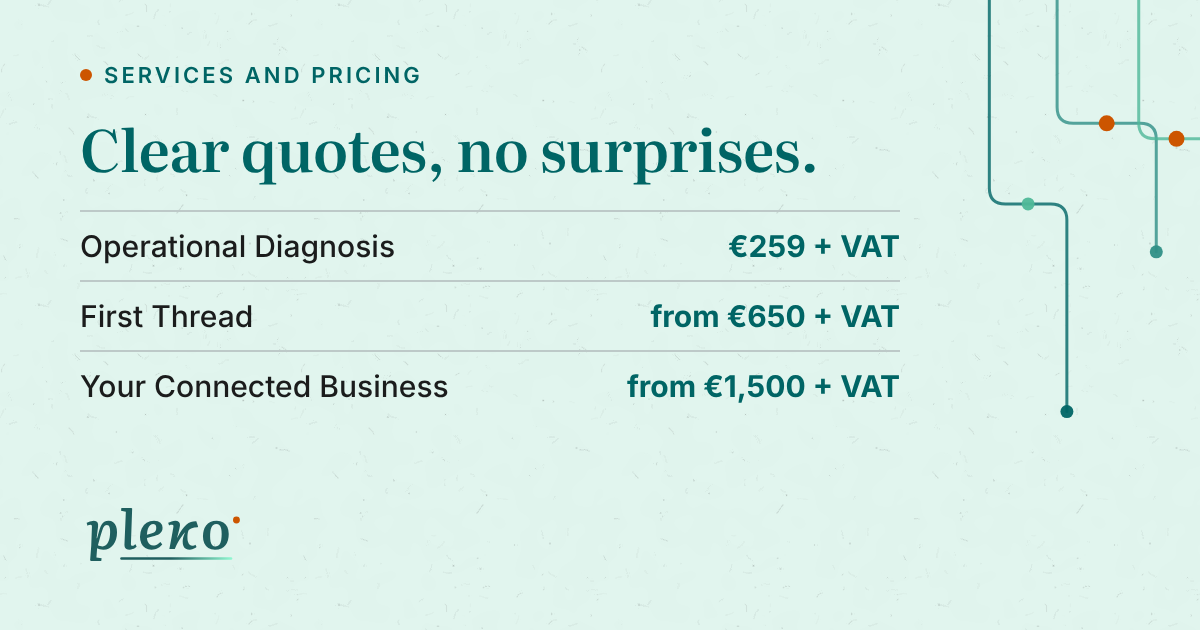 SERVICES AND PRICING
Clear quotes, no surprises.
Operational Diagnosis €259 + VAT
First Thread from €650 + VAT
Your Connected Business from €1,500 + VAT
pleko